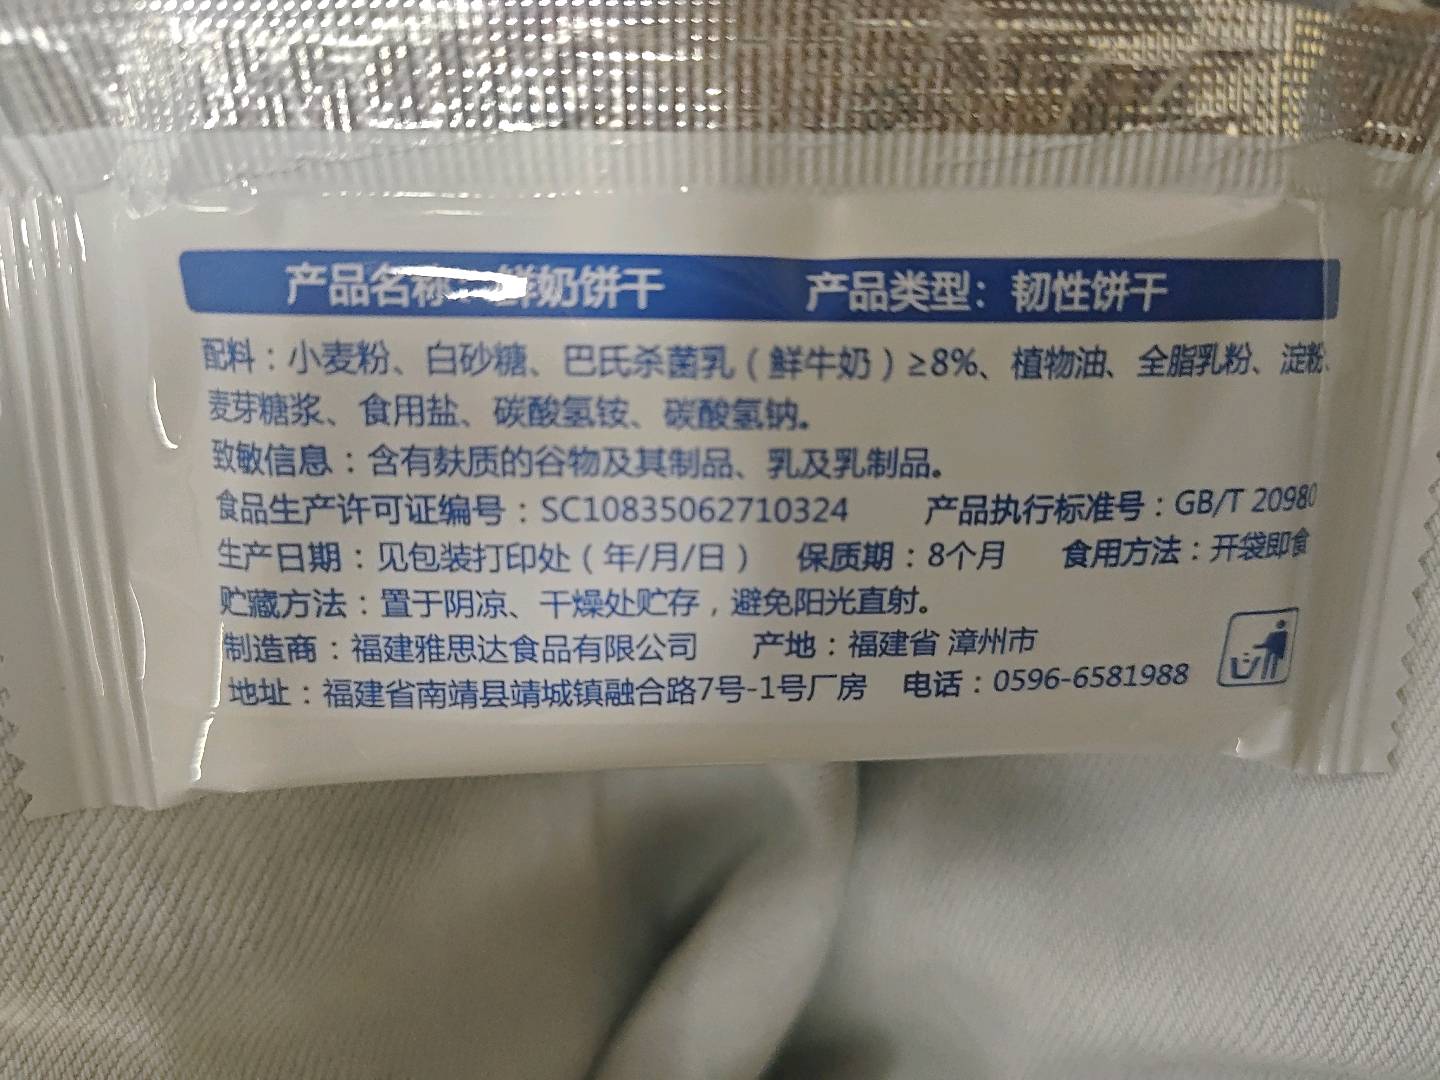 产品名称：鲜奶饼干 产品类型：韧性饼干
配料：小麦粉、白砂糖、巴氏杀菌乳（鲜牛奶）≥8%、植物油、全脂乳粉、淀粉、
麦芽糖浆、食用盐、碳酸氢铵、碳酸氢钠。
致敏信息：含有麸质的谷物及其制品、乳及乳制品。
食品生产许可证编号：SC10835062710324 产品执行标准号：GB/T 20980
生产日期：见包装打印处（年/月/日） 保质期：8个月 食用方法：开袋即食
贮藏方法：置于阴凉、干燥处贮存，避免阳光直射。
制造商：福建雅思达食品有限公司 产地：福建省 漳州市
地址：福建省南靖县靖城镇融合路7号-1号厂房 电话：0596-6581988